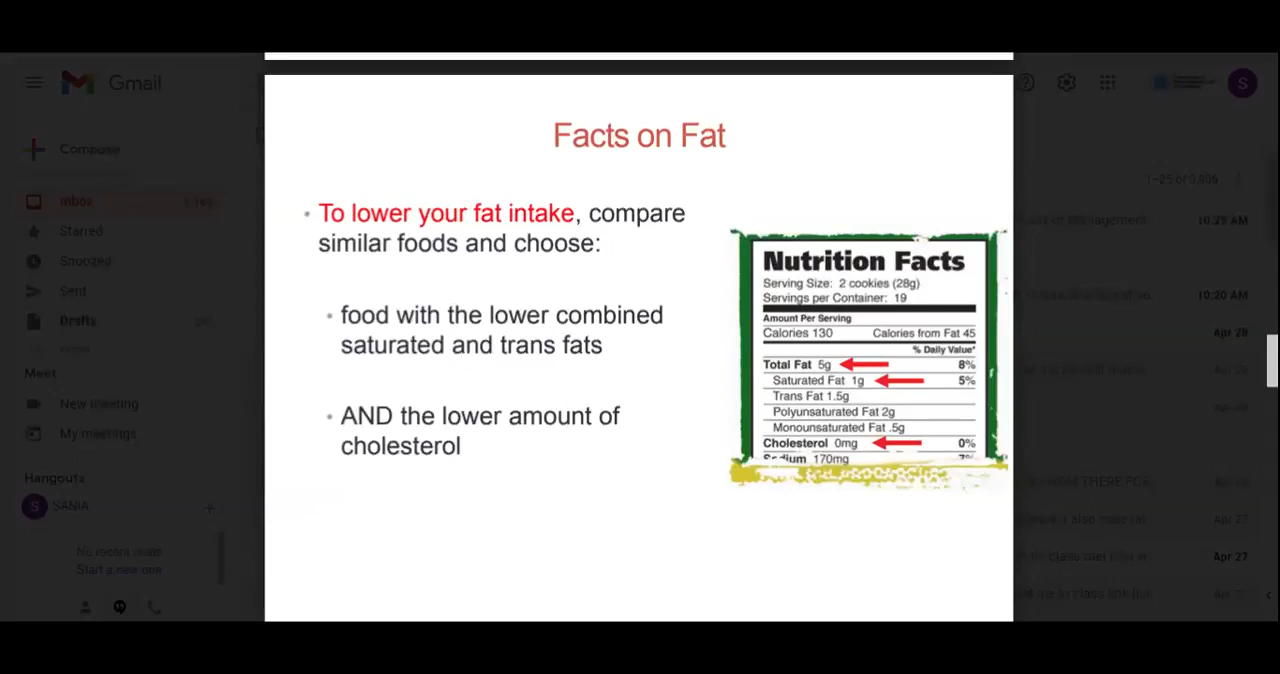 Gmail
S
Compose
Inbox
Starred
Snoozed
Sent
Drafts
Meet
New meeting
My meetings
Hangouts
S SANIA
Start a new one
Facts on Fat
To lower your fat intake, compare
similar foods and choose:
food with the lower combined
saturated and trans fats
AND the lower amount of
cholesterol
Nutrition Facts
Serving Size: 2 cookies (28g)
Servings per Container: 19
Amount Per Serving
Calories 130 Calories from Fat 45
% Daily Value*
Total Fat 5g 8%
Saturated Fat 1g 5%
Trans Fat 1.5g
Polyunsaturated Fat 2g
Monounsaturated Fat .5g
Cholesterol 0mg 0%
Sodium 170mg 7%
10:25 AM
10:20 AM
Apr 28
Apr 27
Apr 27